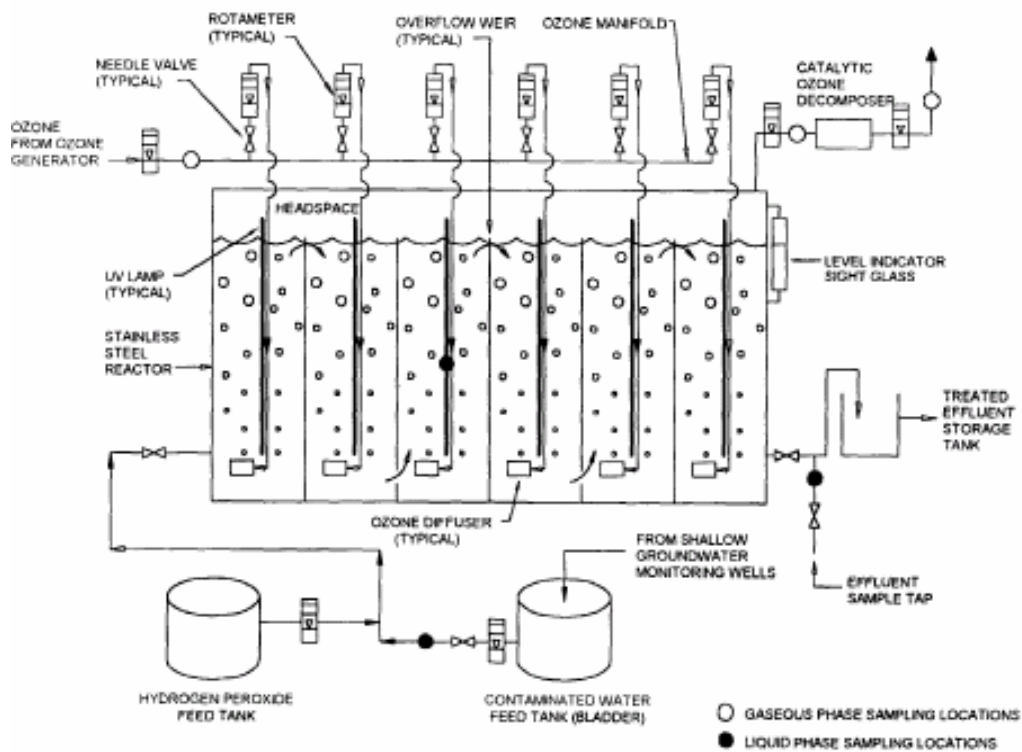 ROTAMETER
(TYPICAL)
OVERFLOW WEIR
(TYPICAL)
OZONE MANIFOLD
NEEDLE VALVE
(TYPICAL)
CATALYTIC
OZONE
DECOMPOSER
OZONE
FROM OZONE
GENERATOR
HEADSPACE
UV LAMP
(TYPICAL)
LEVEL INDICATOR
SIGHT GLASS
STAINLESS
STEEL
REACTOR
TREATED
EFFLUENT
STORAGE
TANK
OZONE DIFFUSER
(TYPICAL)
FROM SHALLOW
GROUNDWATER
MONITORING WELLS
EFFLUENT
SAMPLE TAP
HYDROGEN PEROXIDE
FEED TANK
CONTAMINATED WATER
FEED TANK (BLADDER)
GASEOUS PHASE SAMPLING LOCATIONS
LIQUID PHASE SAMPLING LOCATIONS